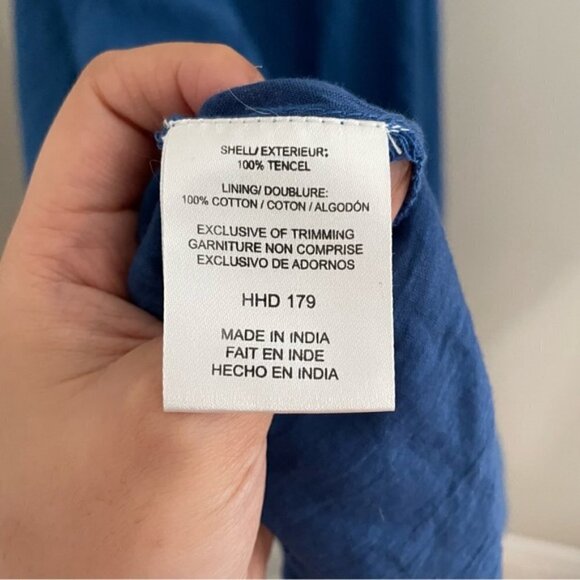 SHELL/ EXTERIEUR:
100% TENCEL
LINING/ DOUBLURE:
100% COTTON / COTON / ALGODÓN
EXCLUSIVE OF TRIMMING
GARNITURE NON COMPRISE
EXCLUSIVO DE ADORNOS
HHD 179
MADE IN INDIA
FAIT EN INDE
HECHO EN INDIA